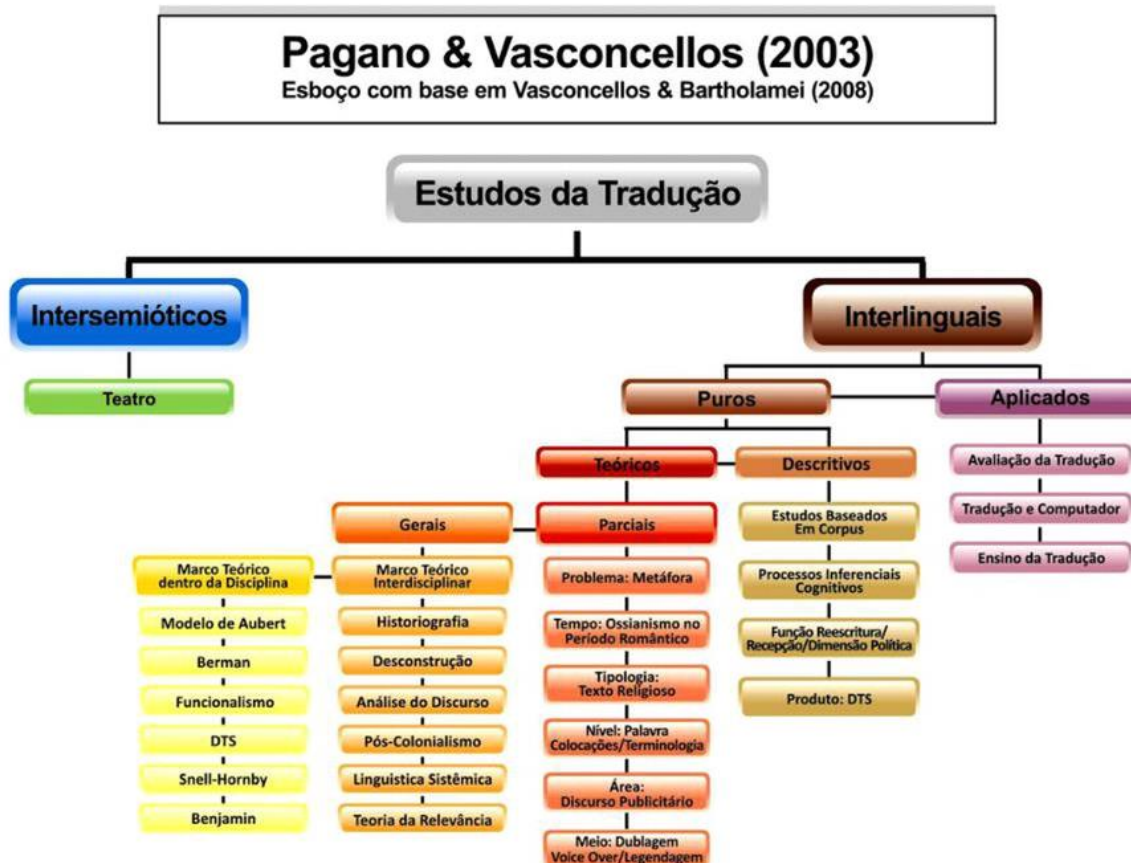 Pagano & Vasconcellos (2003)
Esboço com base em Vasconcellos & Bartholamei (2008)
Estudos da Tradução
Intersemióticos
Teatro
Interlinguais
Puros
Aplicados
Avaliação da Tradução
Tradução e Computador
Ensino da Tradução
Teóricos
Descritivos
Estudos Baseados
Em Corpus
Processos Inferenciais
Cognitivos
Função Reescritura/
Recepção/Dimensão Política
Produto: DTS
Gerais
Parciais
Problema: Metáfora
Tempo: Ossianismo no
Período Romântico
Tipologia:
Texto Religioso
Nível: Palavra
Colocações/Terminologia
Área:
Discurso Publicitário
Meio: Dublagem
Voice Over/Legendagem
Marco Teórico
Interdisciplinar
Historiografia
Desconstrução
Análise do Discurso
Pós-Colonialismo
Linguistica Sistêmica
Teoria da Relevância
Marco Teórico
dentro da Disciplina
Modelo de Aubert
Berman
Funcionalismo
DTS
Snell-Hornby
Benjamin